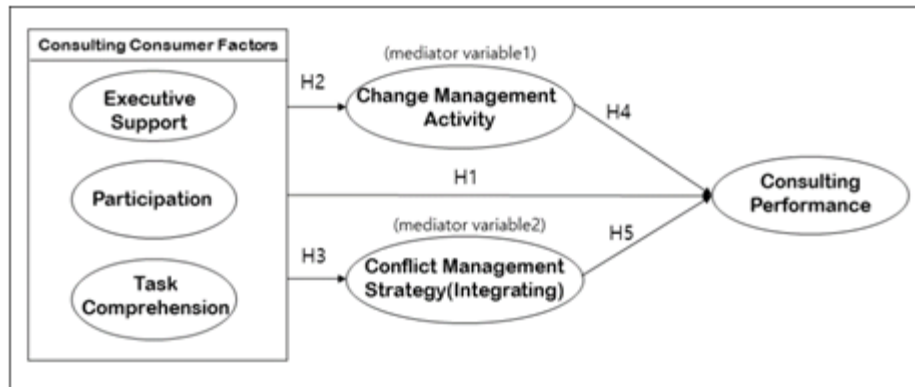 Consulting Consumer Factors
Executive
Support
Participation
Task
Comprehension
H2
H3
(mediator variable1)
Change Management
Activity
H1
(mediator variable2)
Conflict Management
Strategy(Integrating)
H4
H5
Consulting
Performance